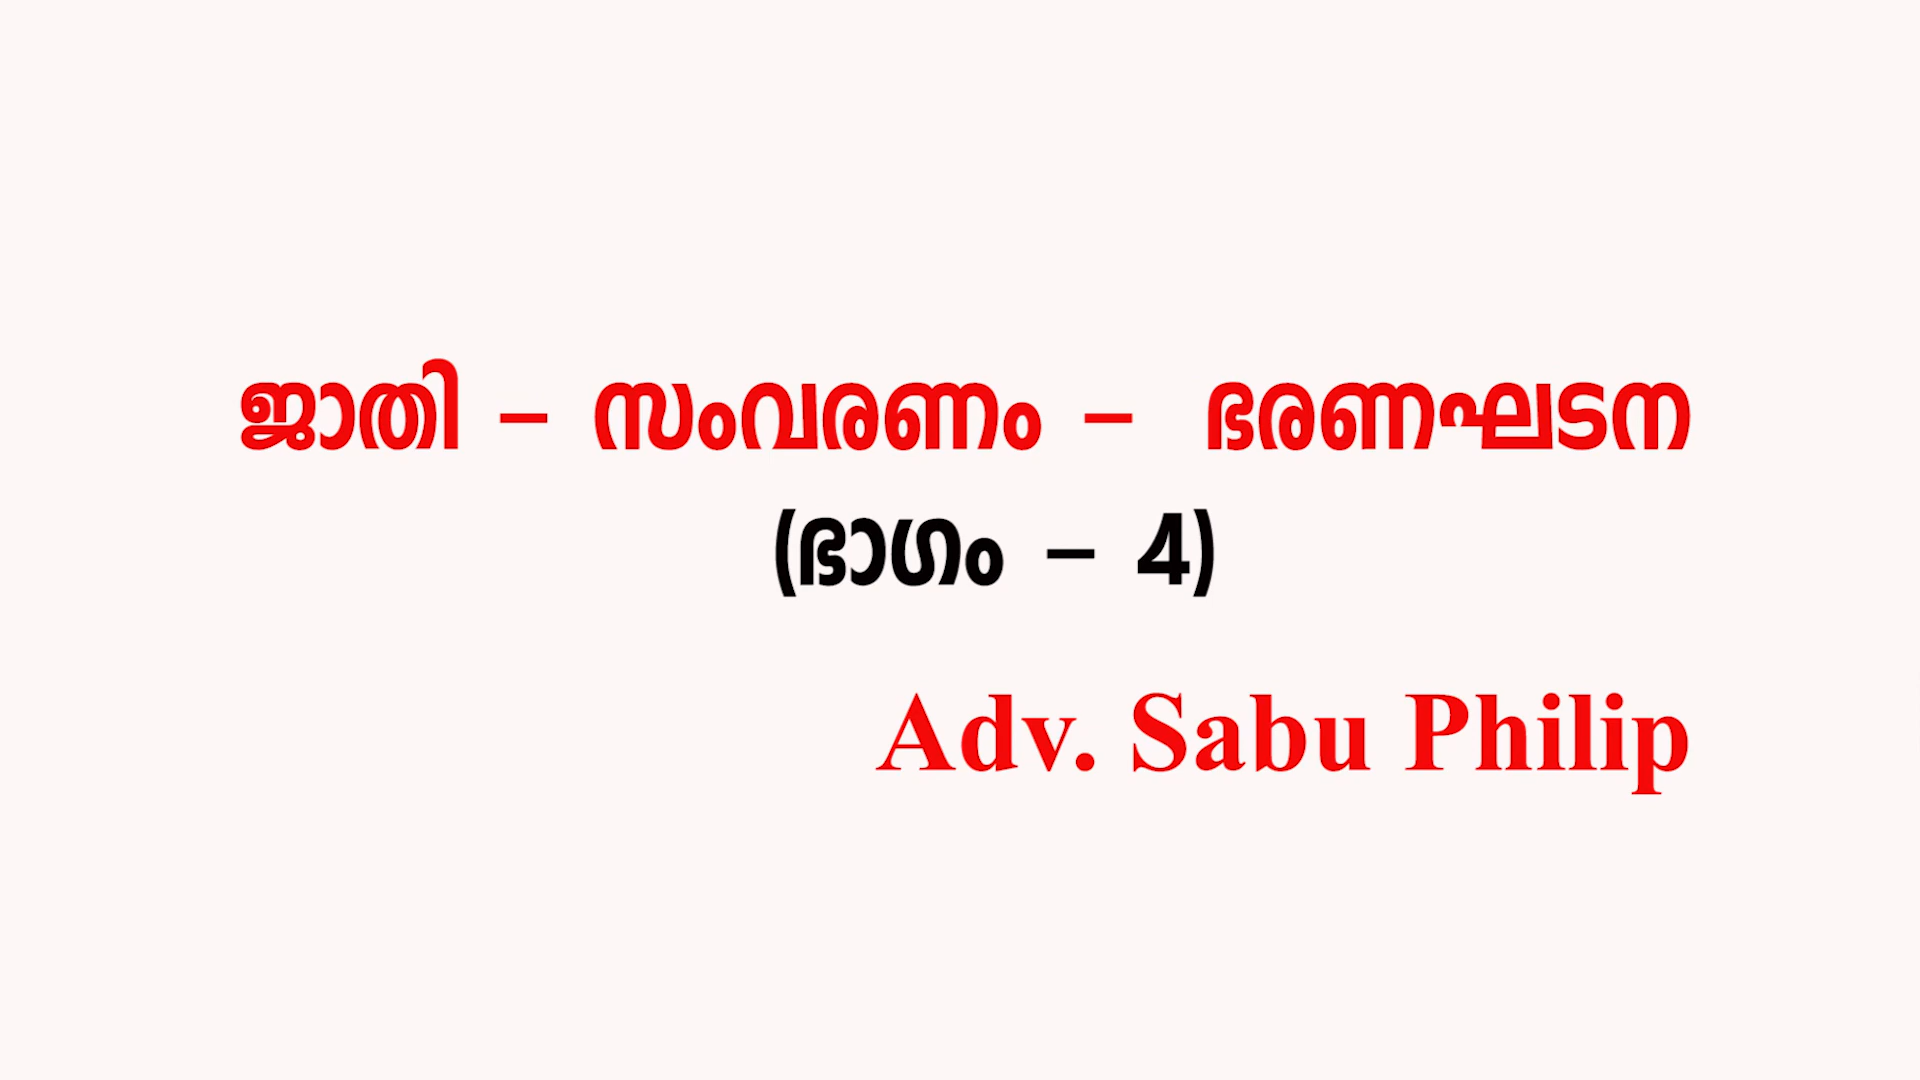 ജാതി – സംവരണം – ഭരണഘടന
(ഭാഗം – 4)
Adv. Sabu Philip